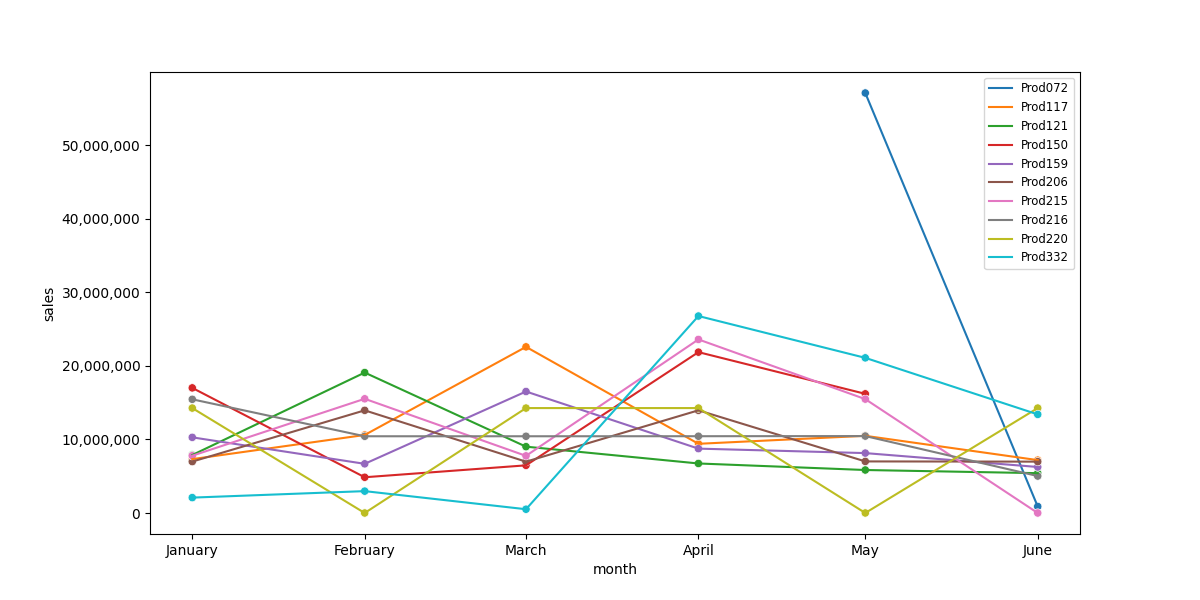 Prod072
Prod117
Prod121
Prod150
Prod159
Prod206
Prod215
Prod216
Prod220
Prod332
50,000,000
40,000,000
30,000,000
20,000,000
10,000,000
0
sales
January February March April May June
month